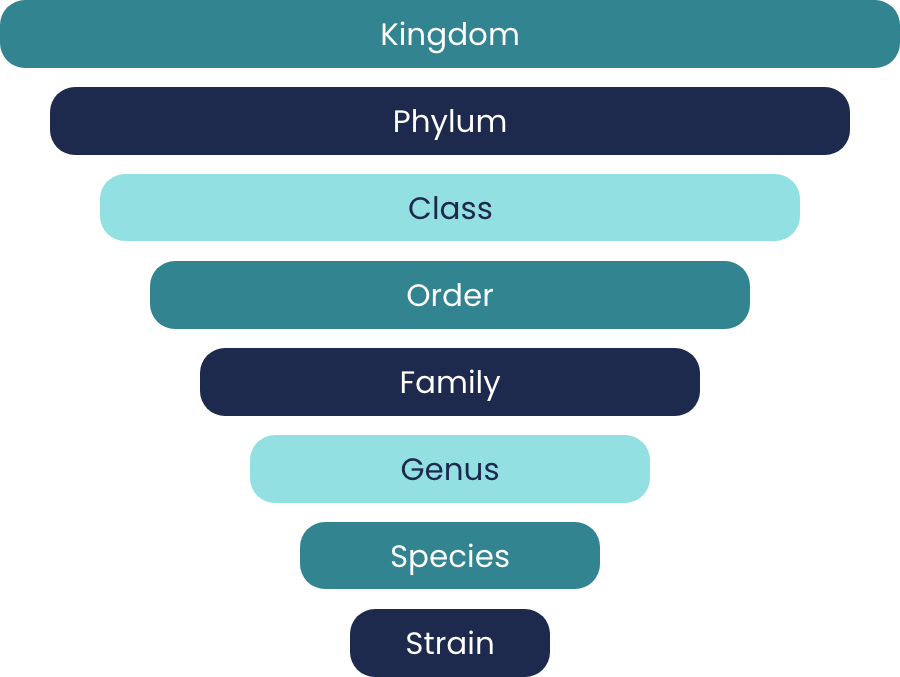 Kingdom
Phylum
Class
Order
Family
Genus
Species
Strain